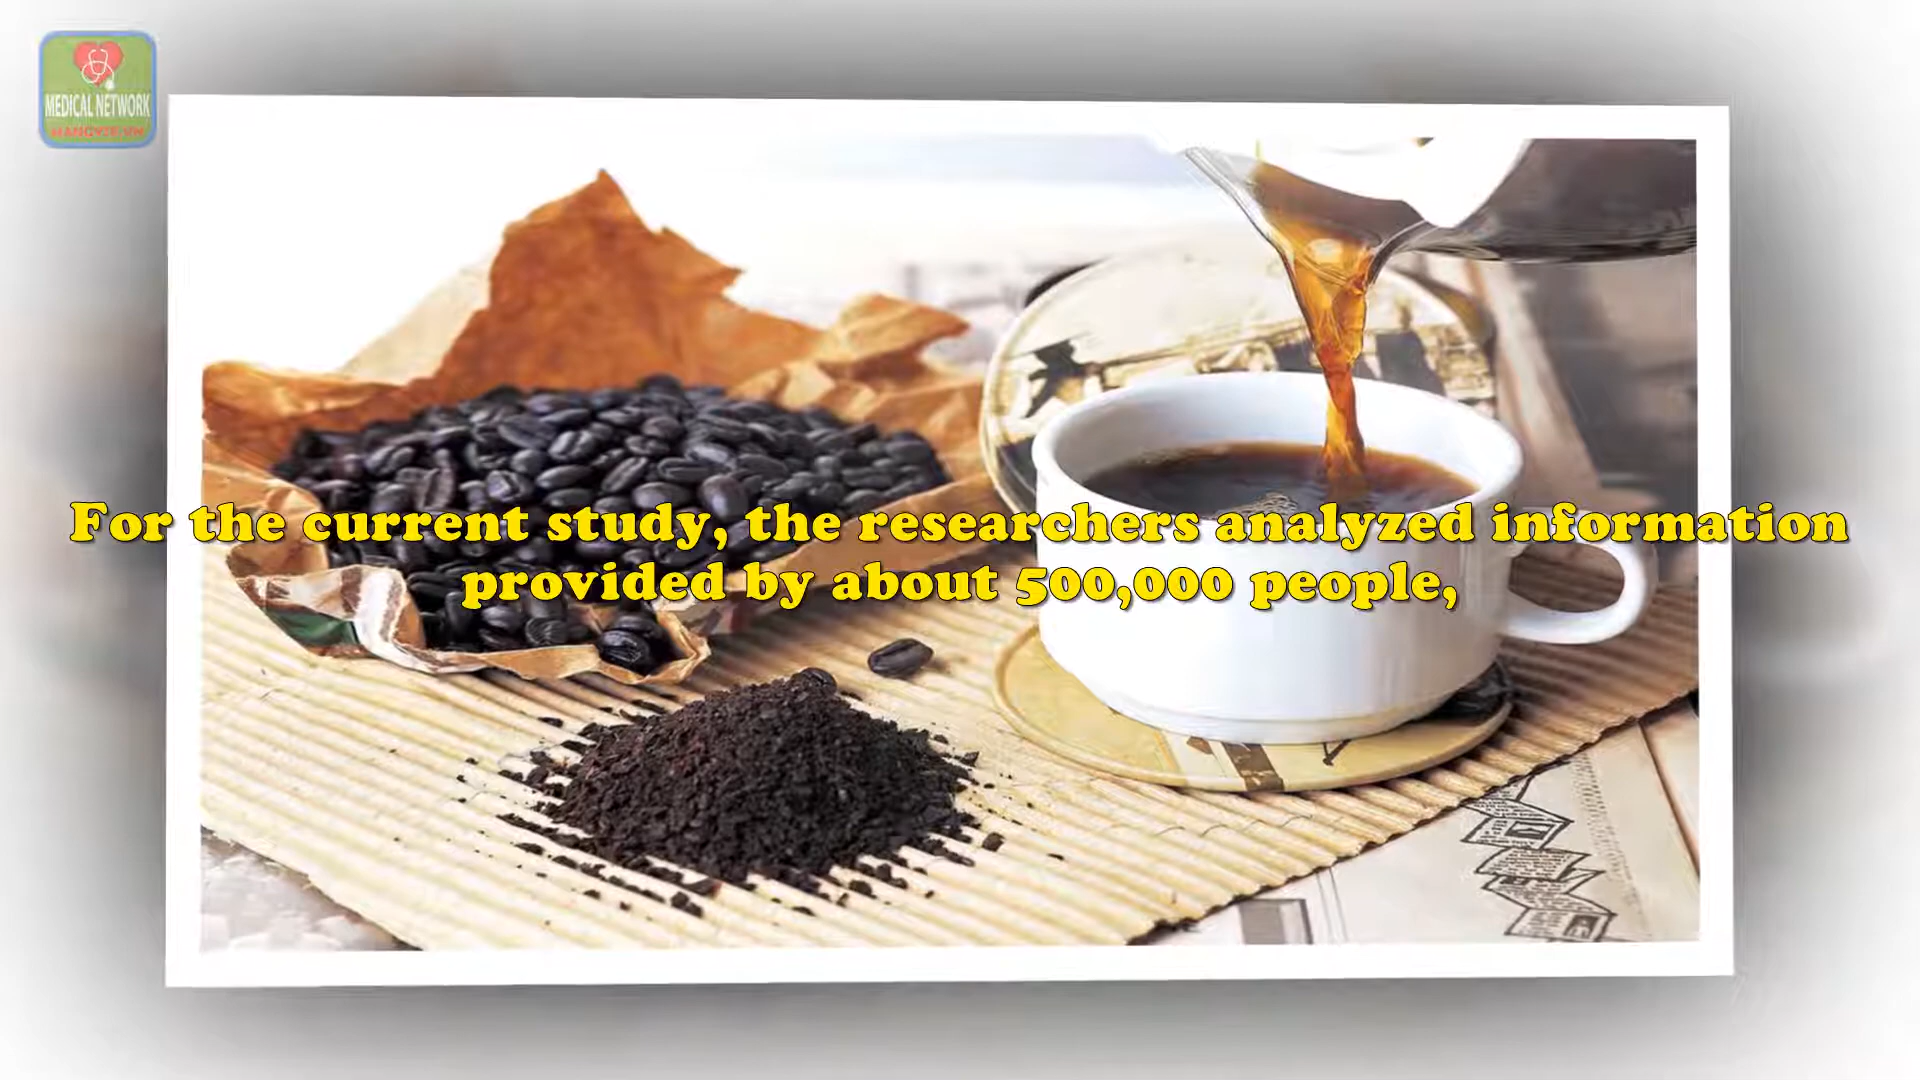 MEDICAL NETWORK
For the current study, the researchers analyzed information
provided by about 500,000 people,